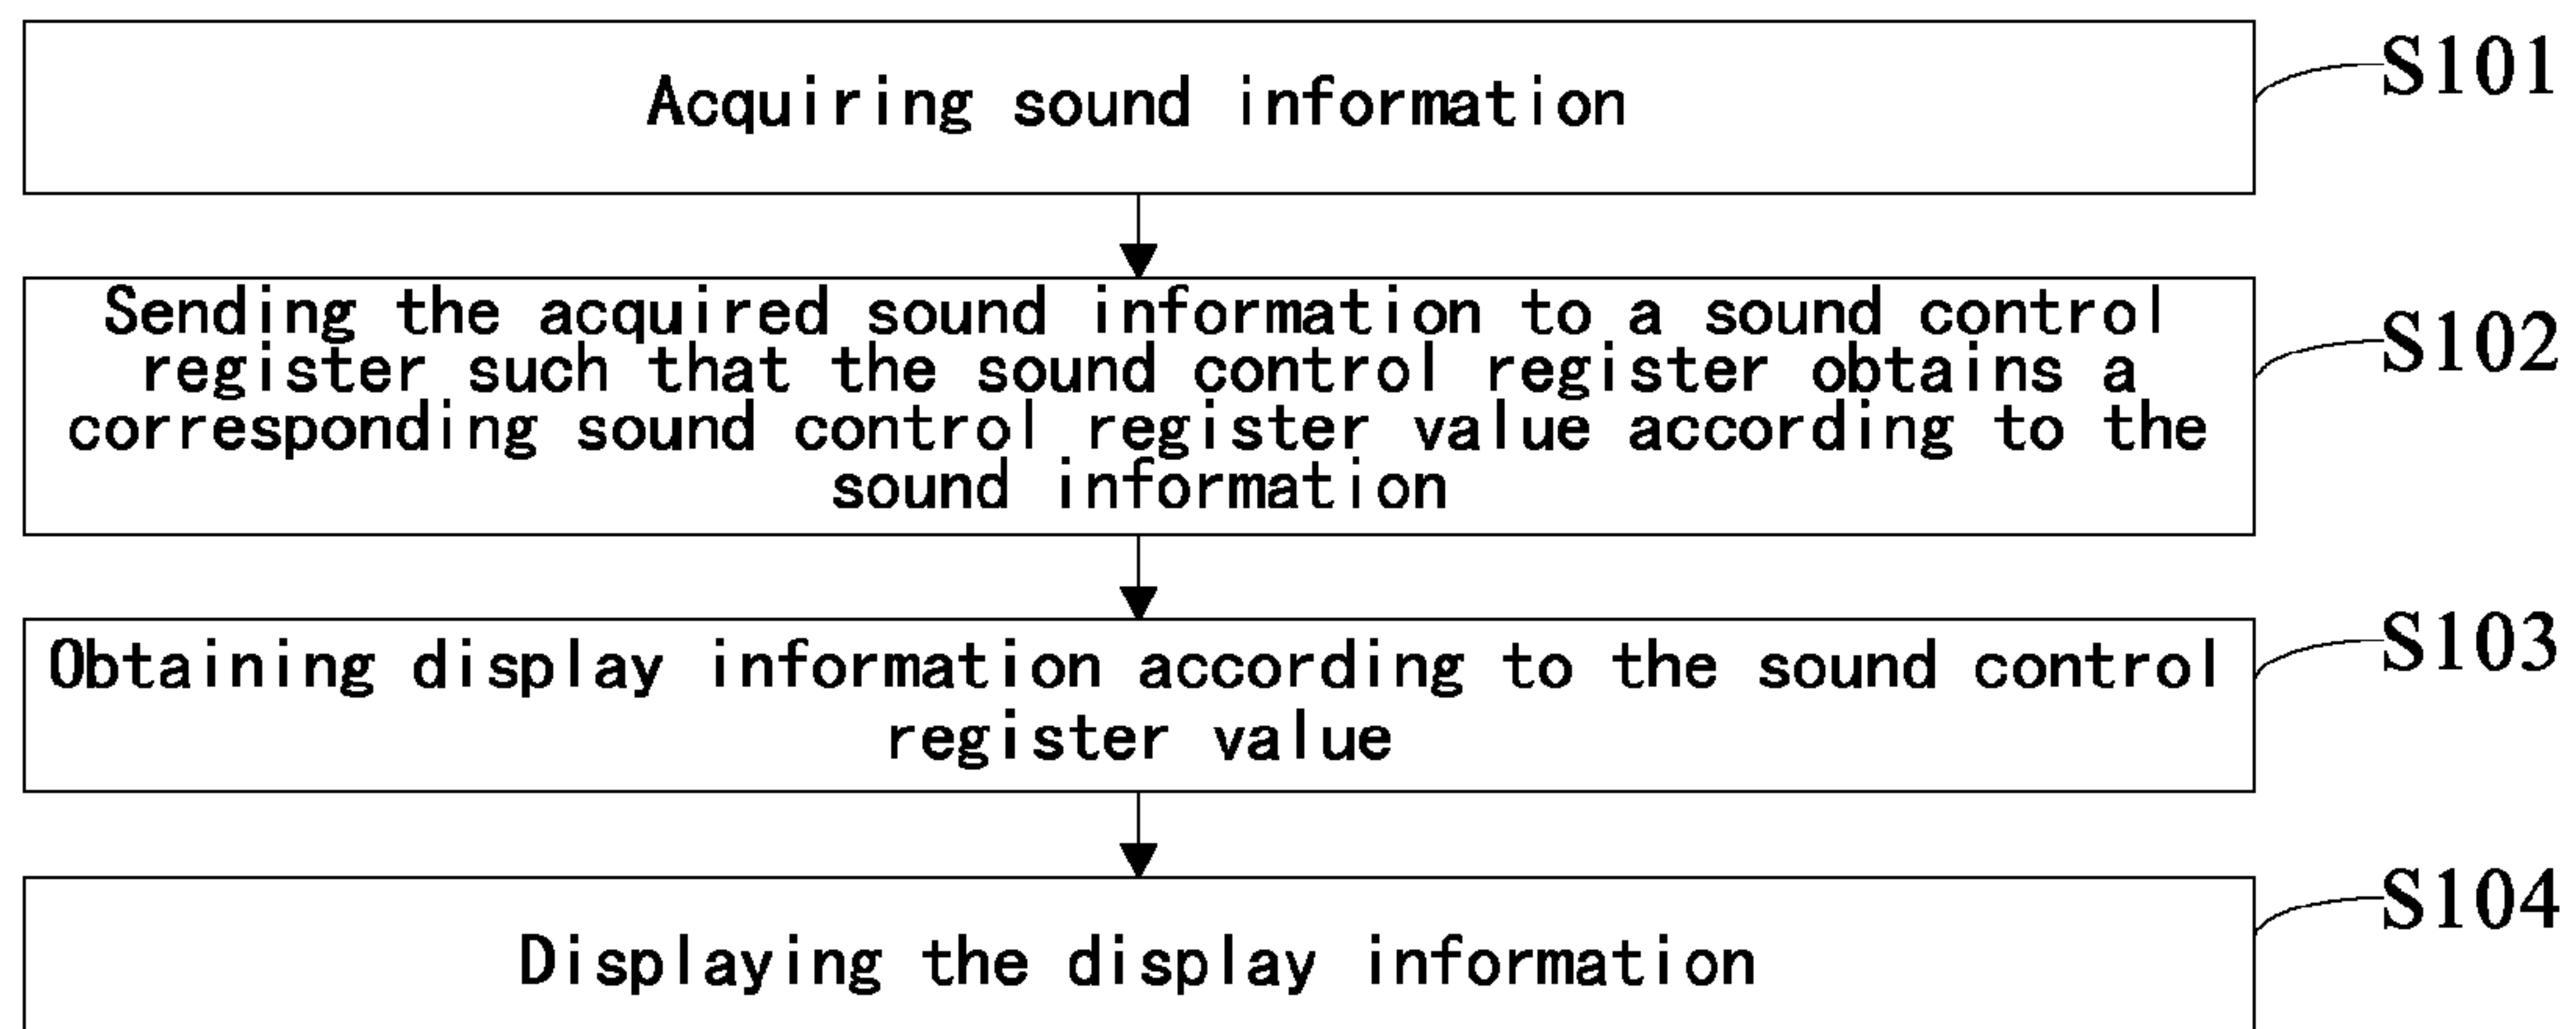 Acquiring sound information
S101
Sending the acquired sound information to a sound control
register such that the sound control register obtains a
corresponding sound control register value according to the
sound information
S102
Obtaining display information according to the sound control
register value
S103
Displaying the display information
S104